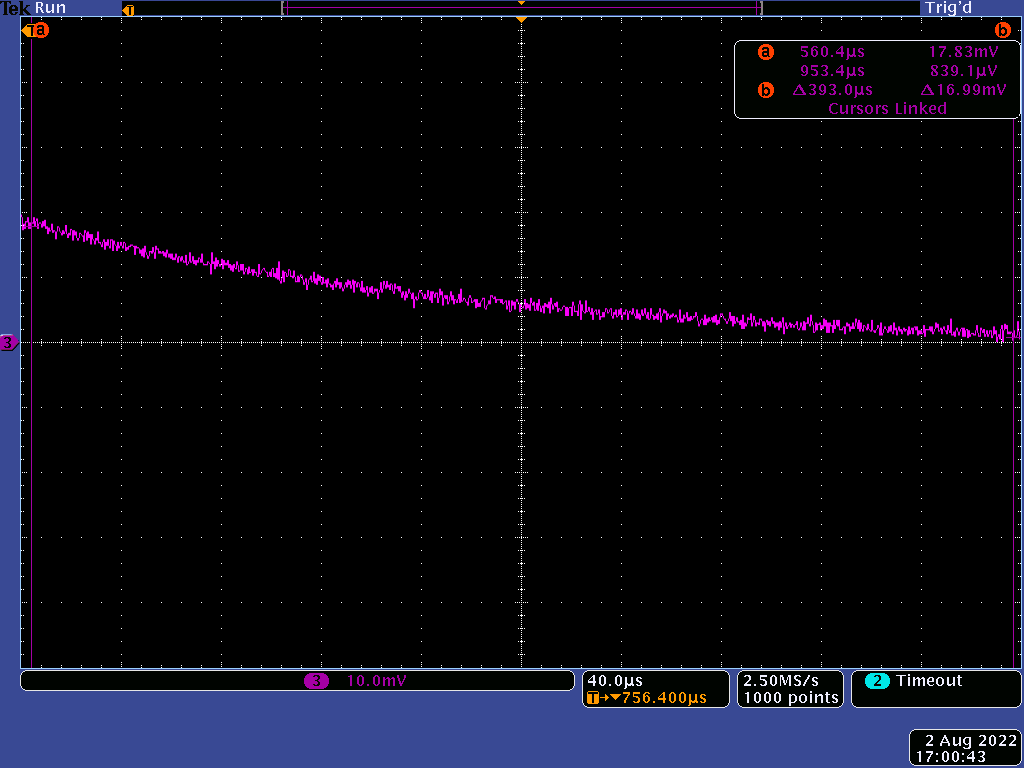 Tek Run Trig'd
T
T a b
a 560.4µs 17.83mV
953.4µs 839.1µV
b Δ393.0µs Δ16.99mV
Cursors Linked
3
3 10.0mV
40.0µs
T→▼756.400µs
2.50MS/s
1000 points
2 Timeout
2 Aug 2022
17:00:43